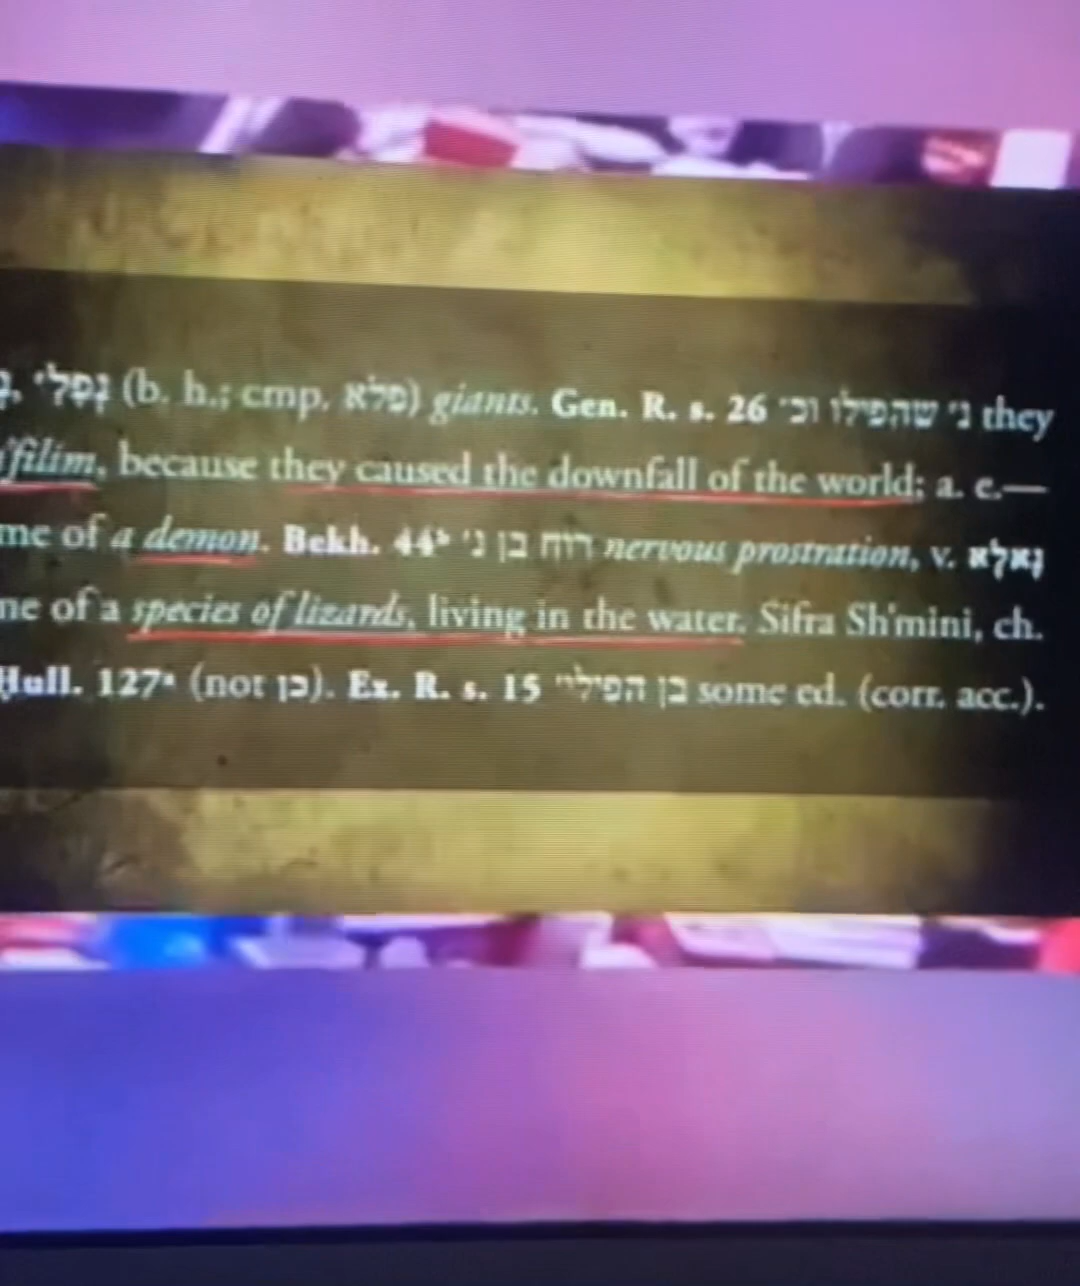 נְפִלִי׳ (b. h.; cmp. פלא) giants. Gen. R. s. 26 נ׳ שהפילו וכ׳ they
filim, because they caused the downfall of the world; a. e.—
me of a demon. Bekh. 44ᵇ רוח בן נ׳ nervous prostration, v.
ne of a species of lizards, living in the water. Sifra Sh'mini, ch.
Hull. 127ᵃ (not כן). Ex. R. s. 15 בן הפילי׳ some ed. (corr. acc.).